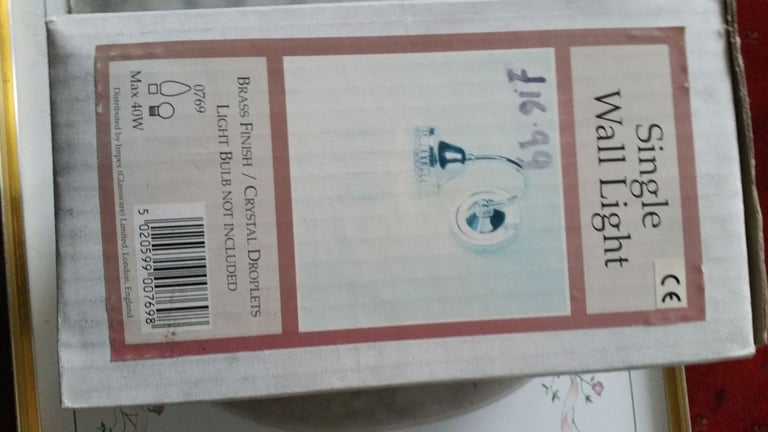 Single
Wall Light
CE
£16.99
BRASS FINISH / CRYSTAL DROPLETS
LIGHT BULB NOT INCLUDED
0769
Max 40W
5 020599 007698
Distributed by Impex (Glassware) Limited, London, England